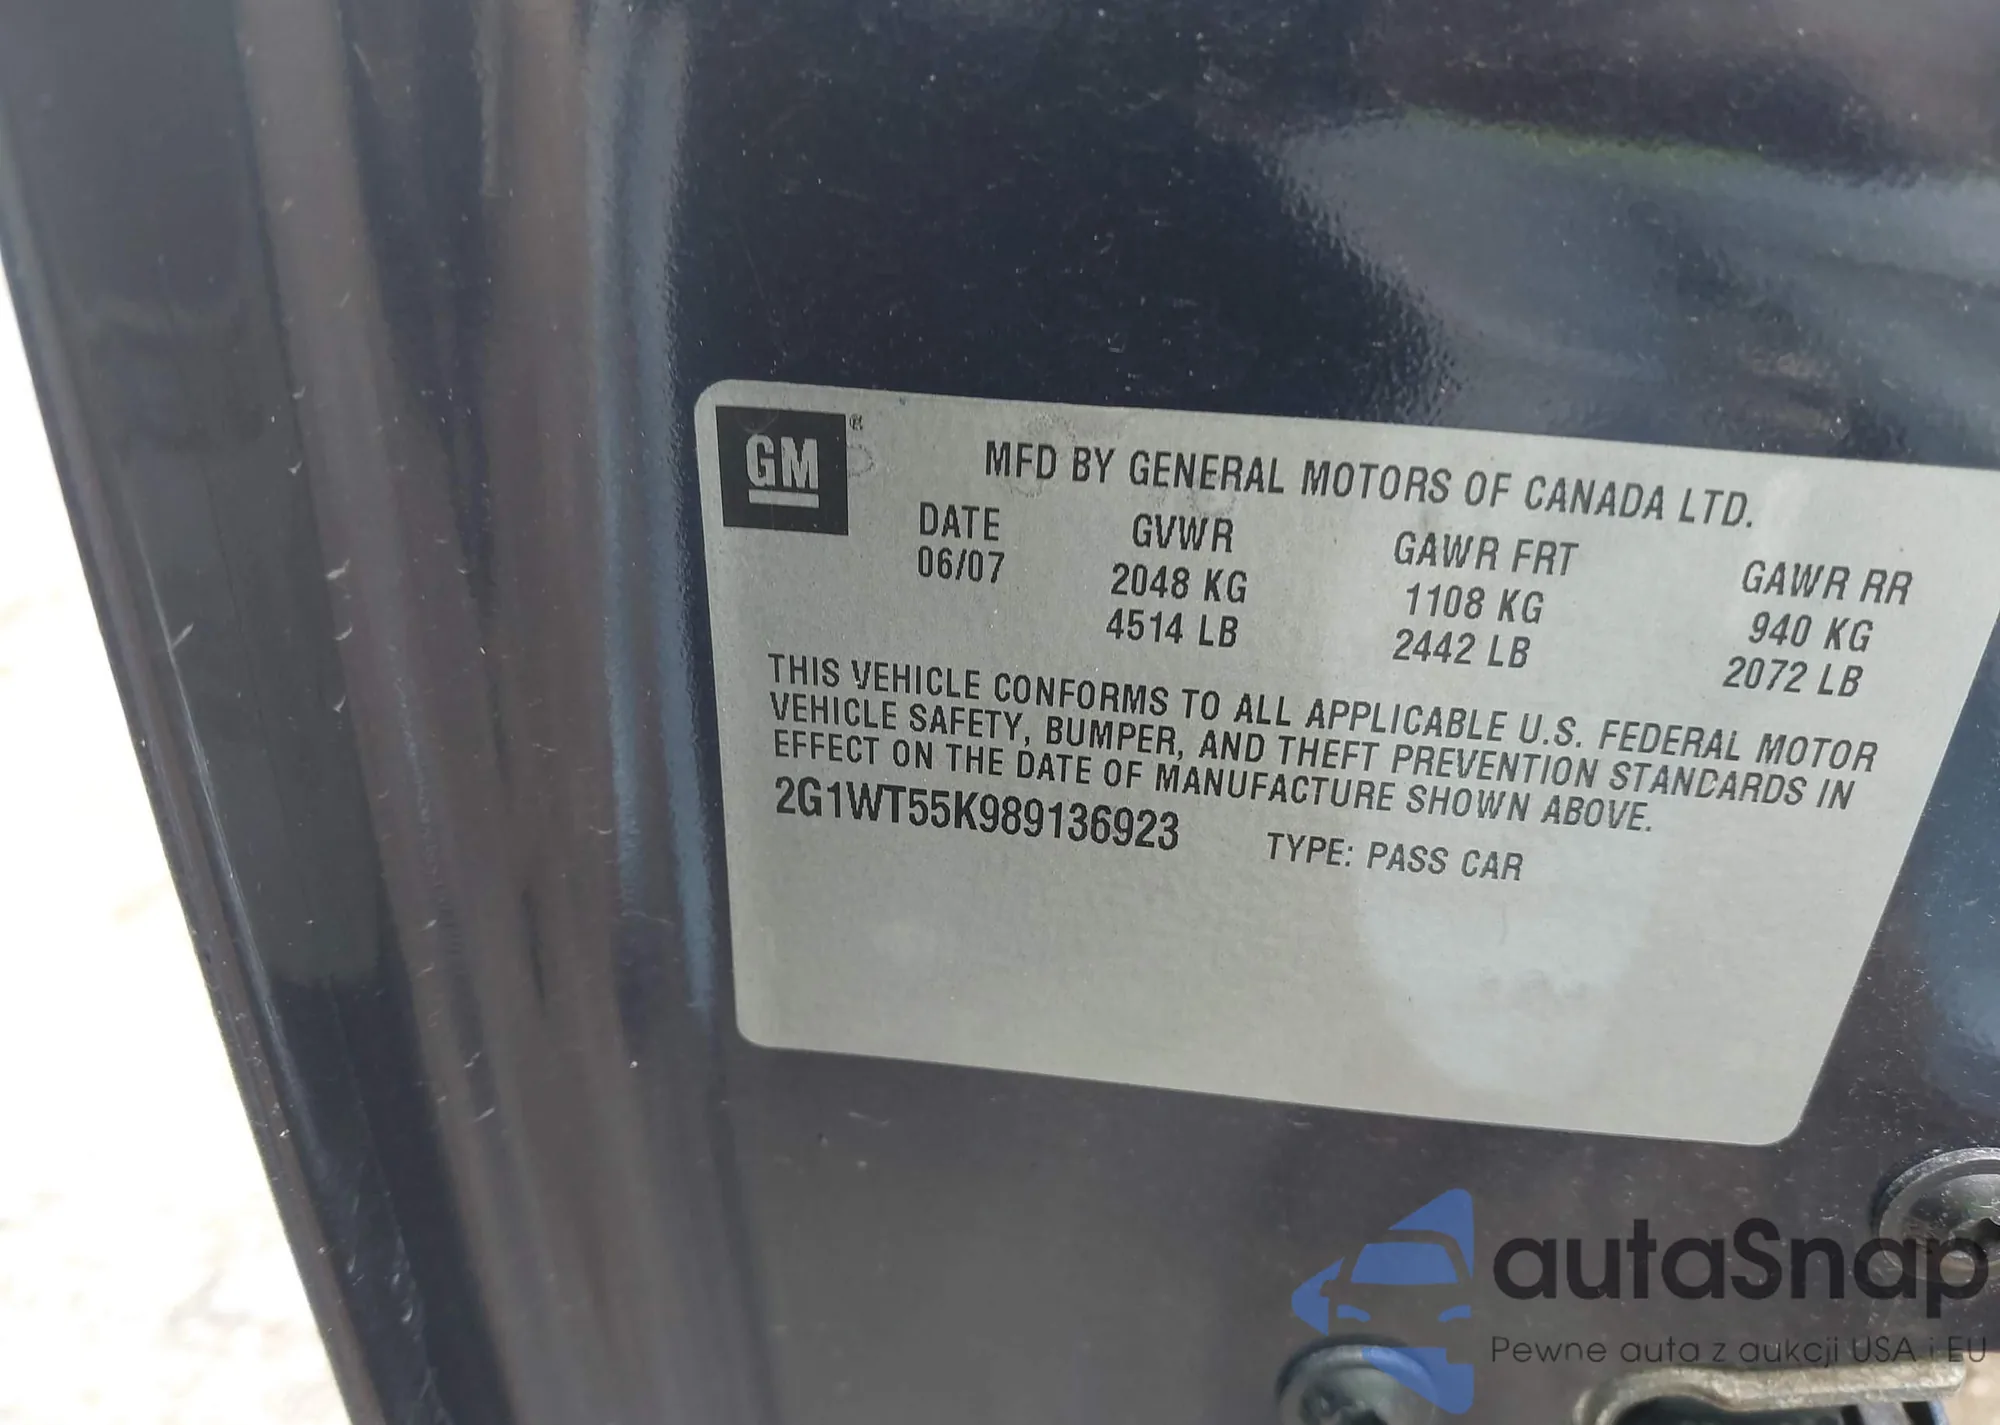 GM ®
MFD BY GENERAL MOTORS OF CANADA LTD.
DATE GVWR GAWR FRT GAWR RR
06/07 2048 KG 1108 KG 940 KG
4514 LB 2442 LB 2072 LB
THIS VEHICLE CONFORMS TO ALL APPLICABLE U.S. FEDERAL MOTOR
VEHICLE SAFETY, BUMPER, AND THEFT PREVENTION STANDARDS IN
EFFECT ON THE DATE OF MANUFACTURE SHOWN ABOVE.
2G1WT55K989136923 TYPE: PASS CAR
autaSnap
Pewne auta z aukcji USA i EU